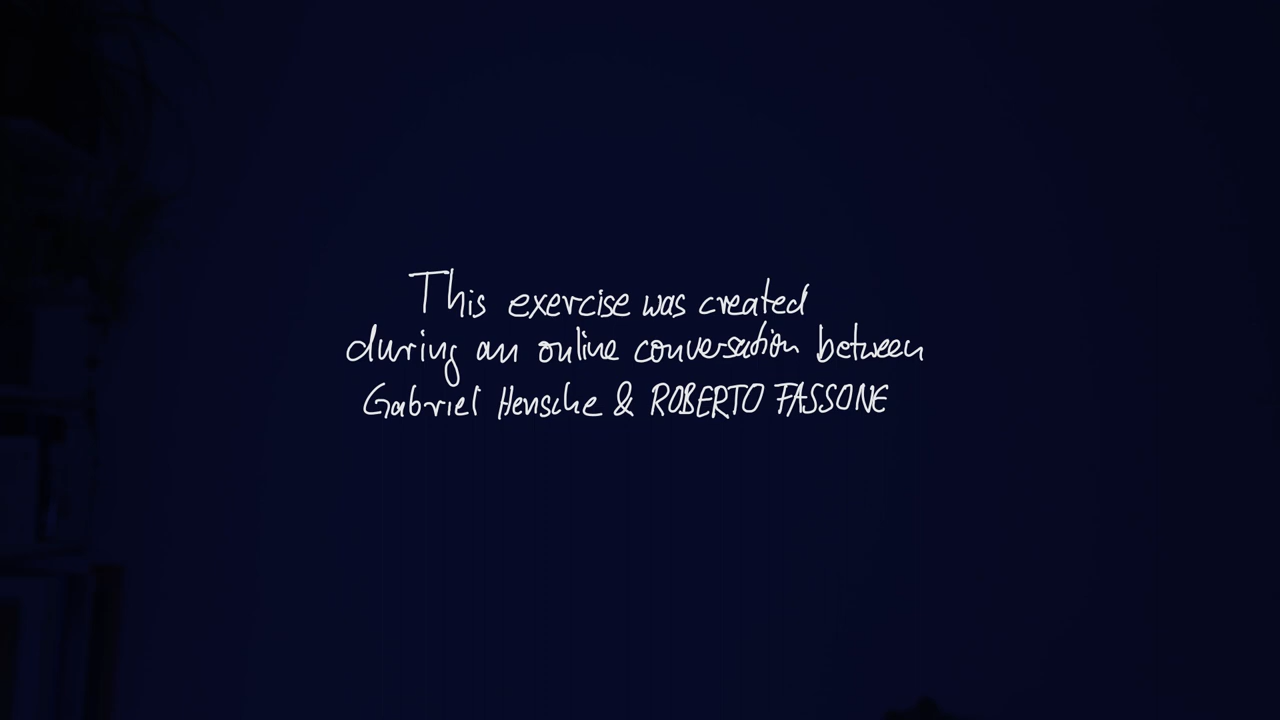 This exercise was created
during an online conversation between
Gabriel Hensche & ROBERTO FASSONE